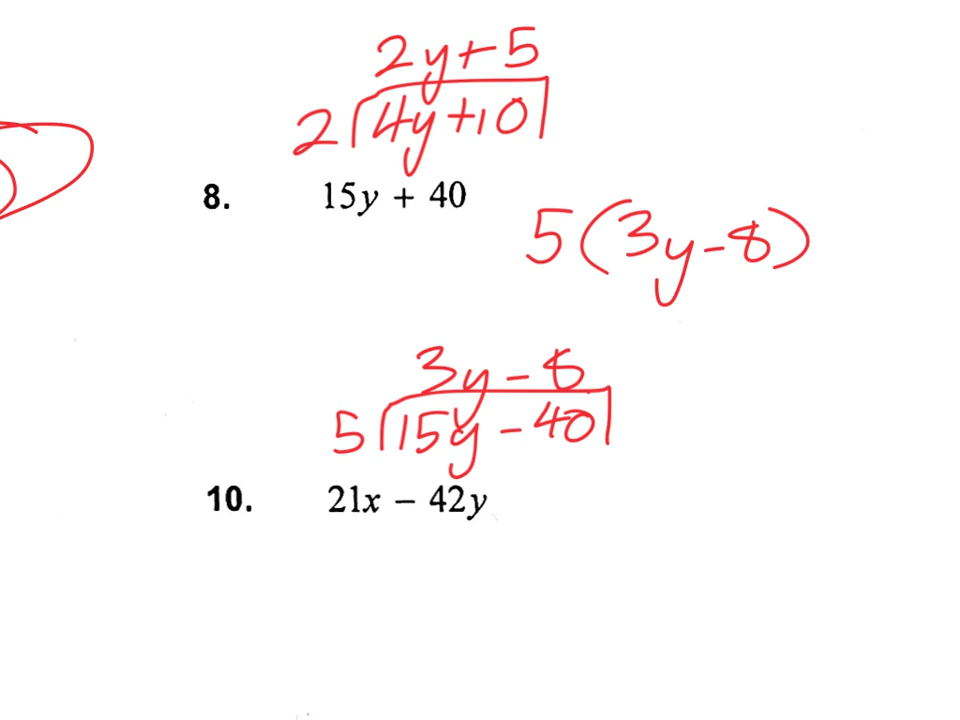 2y+5
2 4y+10
8. 15y + 40
5(3y-8)
3y-8
5 15y-40
10. 21x − 42y